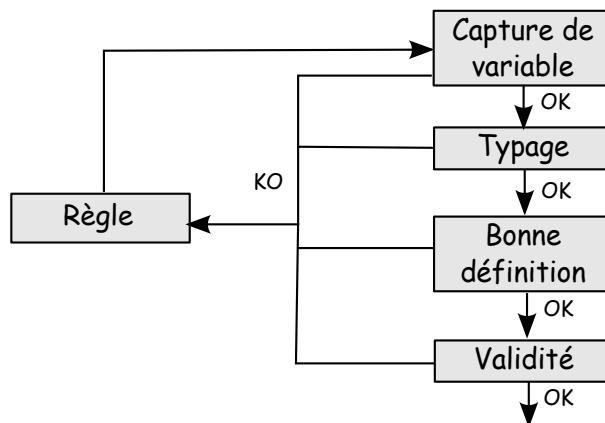 Capture de
variable
OK
Typage
KO
OK
Règle
Bonne
définition
OK
Validité
OK